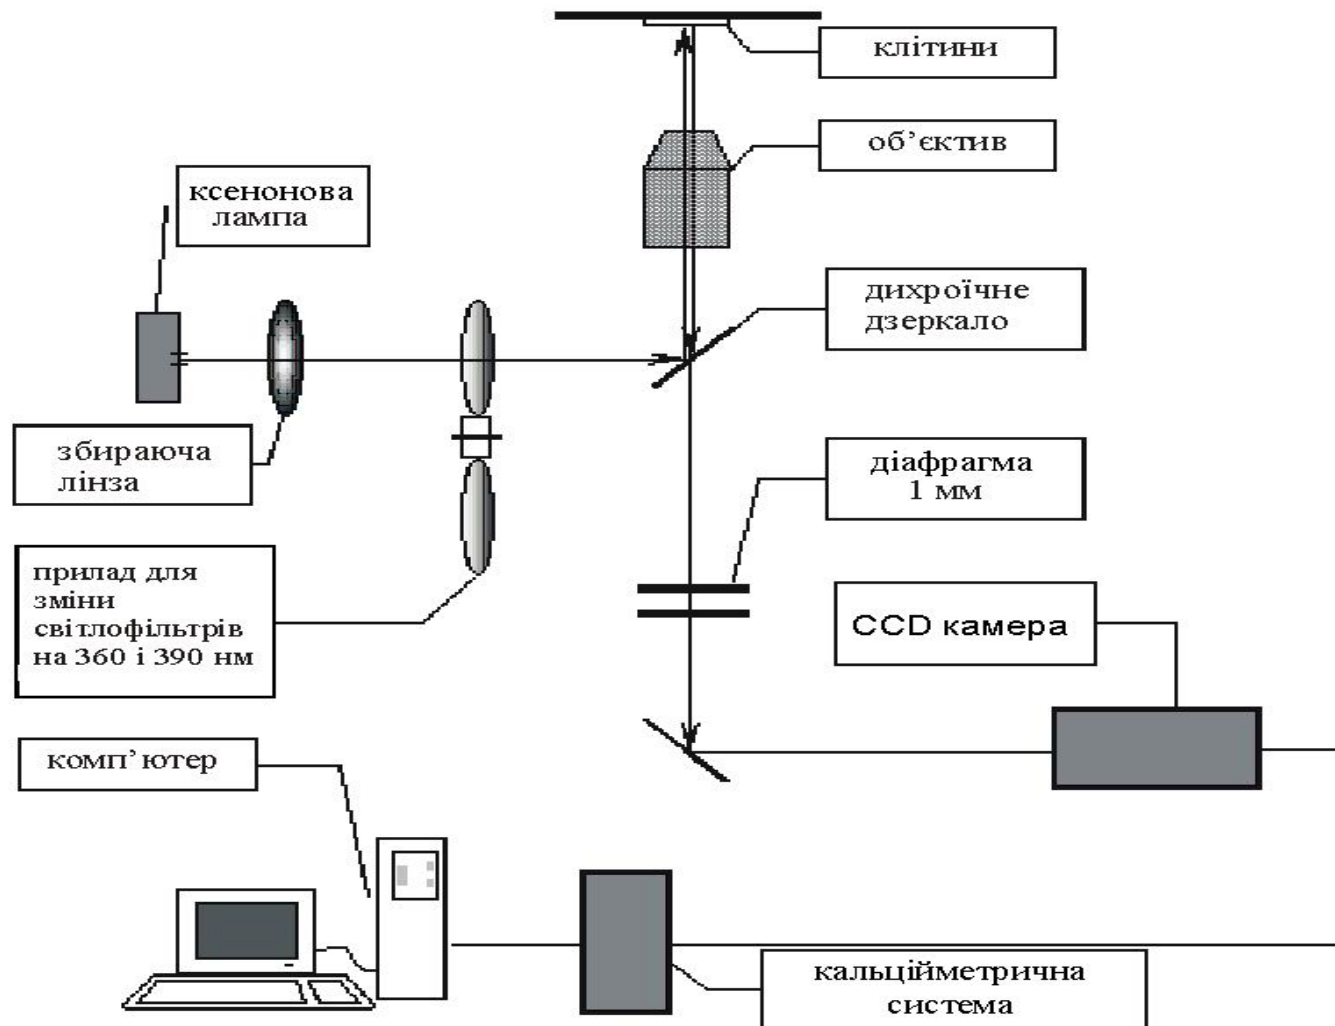 клітини
об’єктив
ксенонова
лампа
дихроїчне
дзеркало
збираюча
лінза
діафрагма
1 мм
прилад для
зміни
світлофільтрів
на 360 і 390 нм
CCD камера
комп’ютер
кальційметрична
система